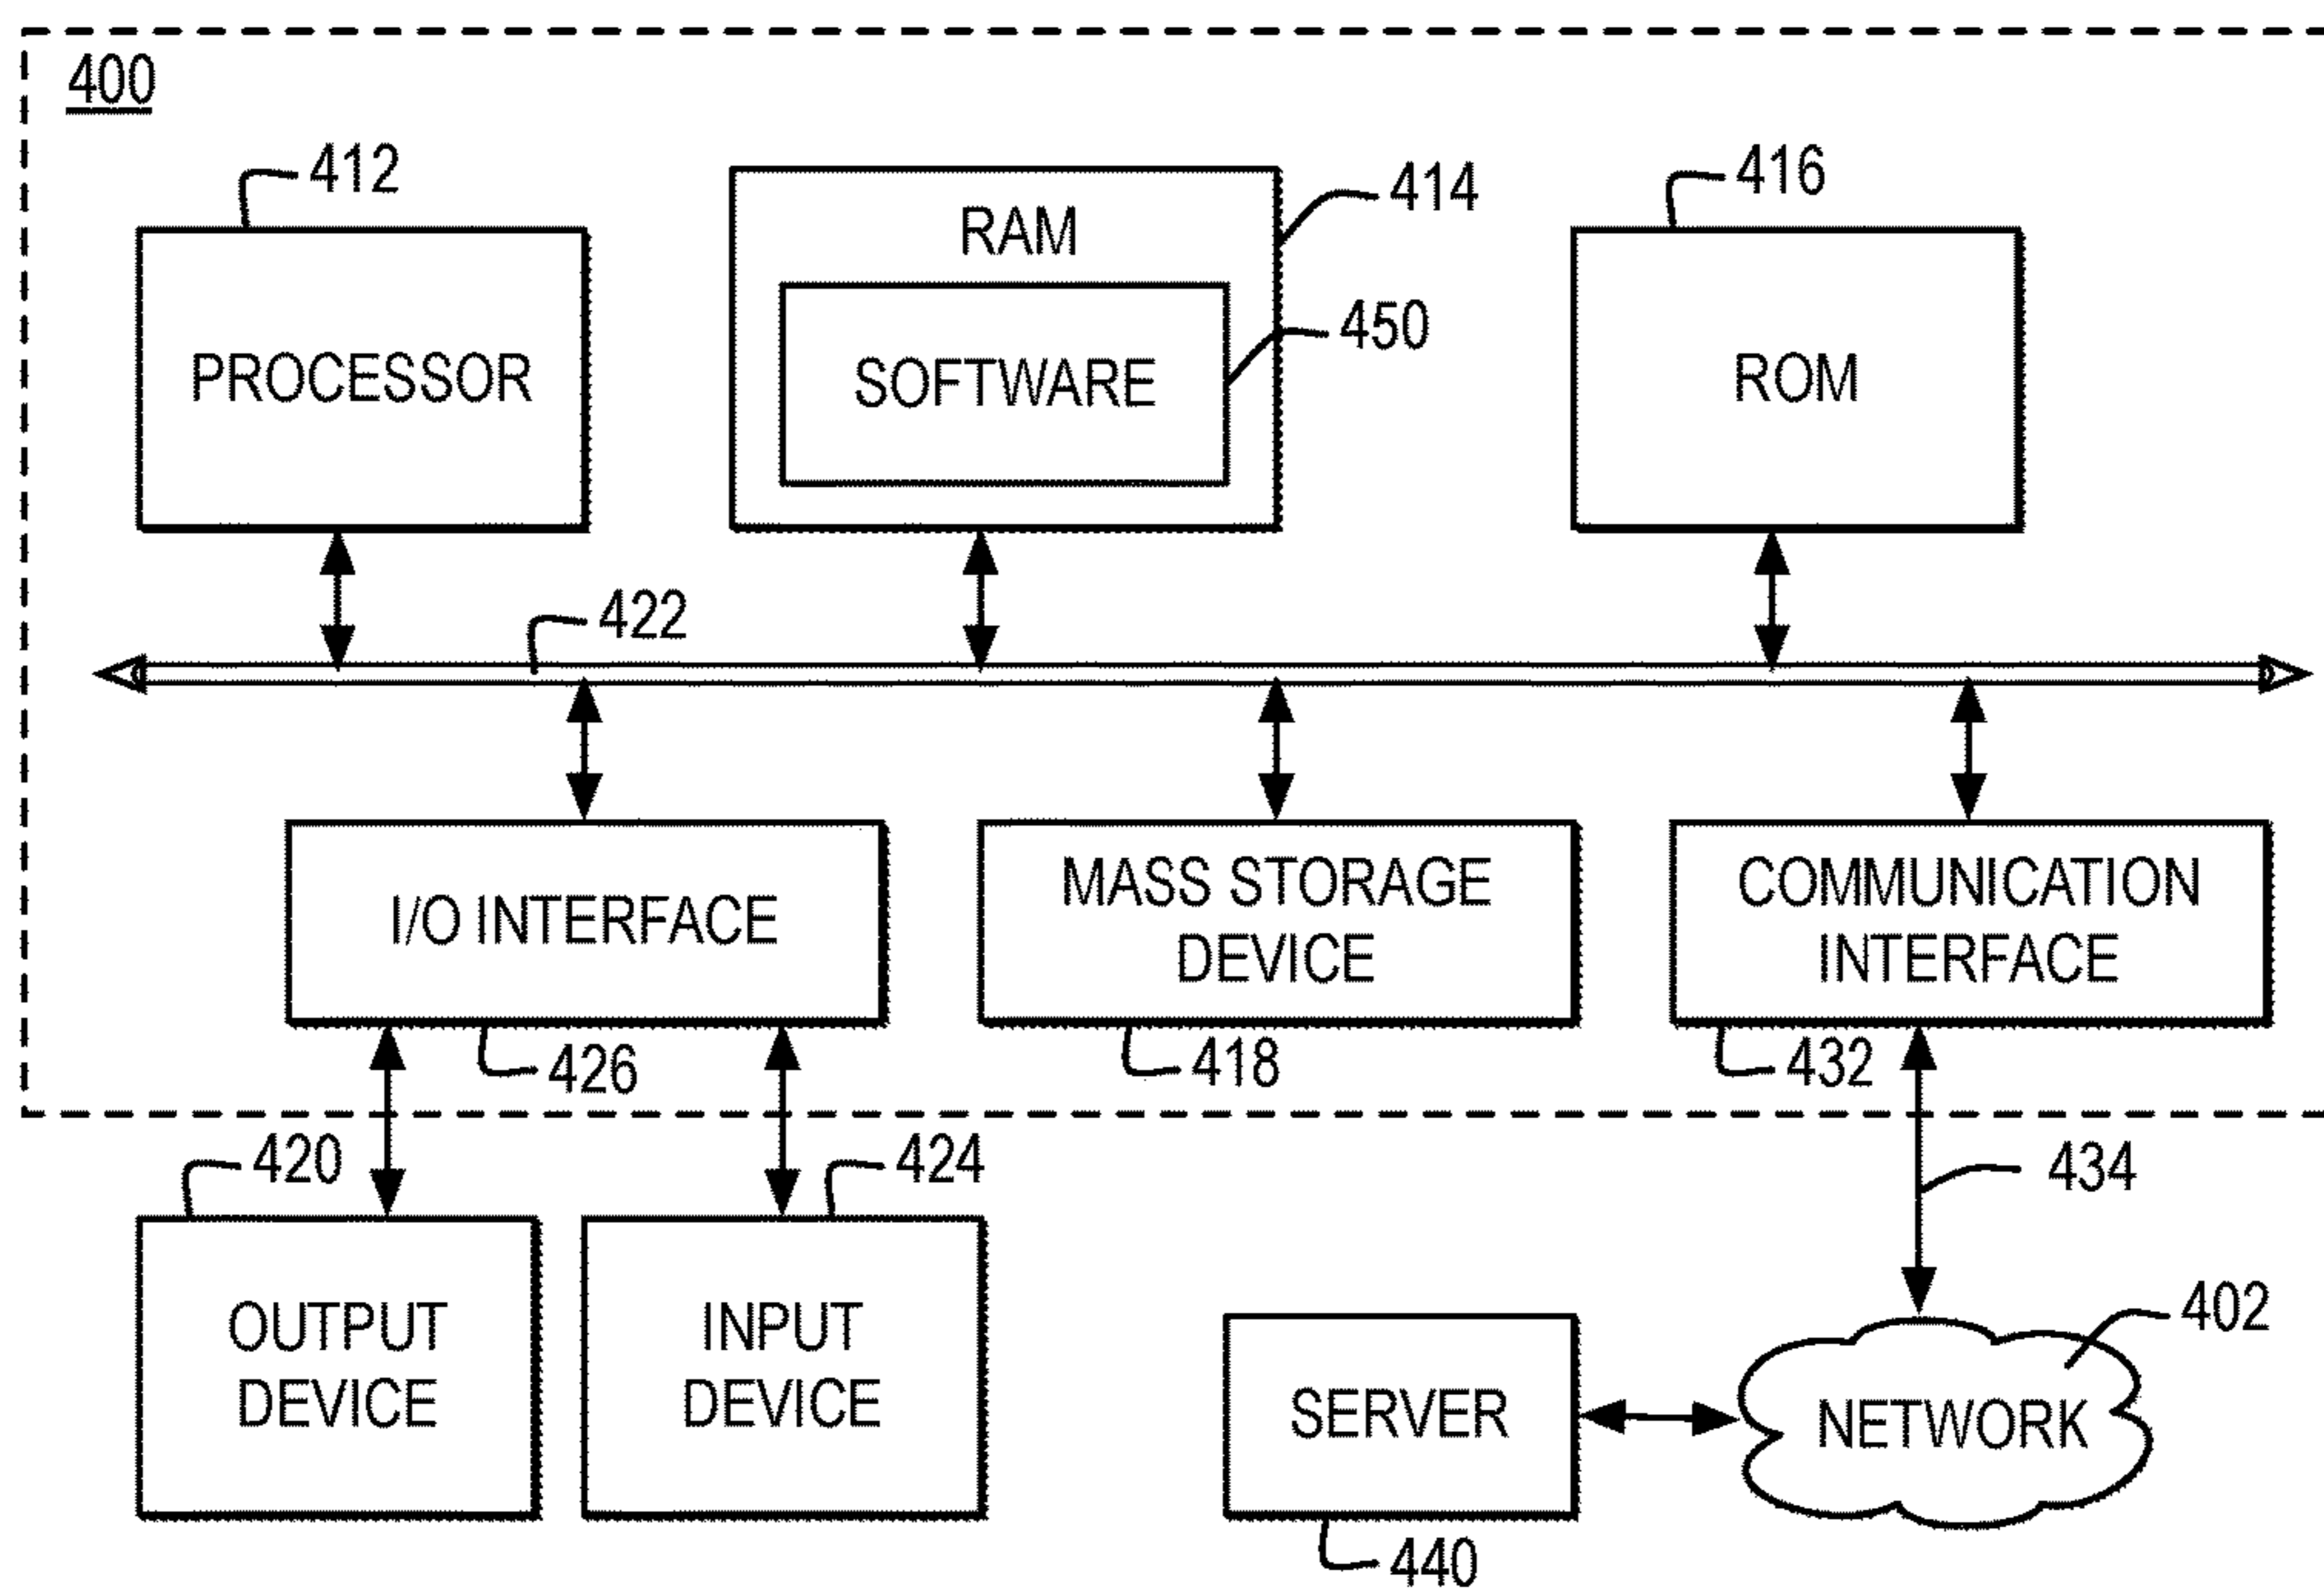 400
412
414
416
RAM
450
PROCESSOR
SOFTWARE
ROM
422
I/O INTERFACE
MASS STORAGE
DEVICE
COMMUNICATION
INTERFACE
426
418
432
420
424
434
OUTPUT
DEVICE
INPUT
DEVICE
SERVER
402
NETWORK
440